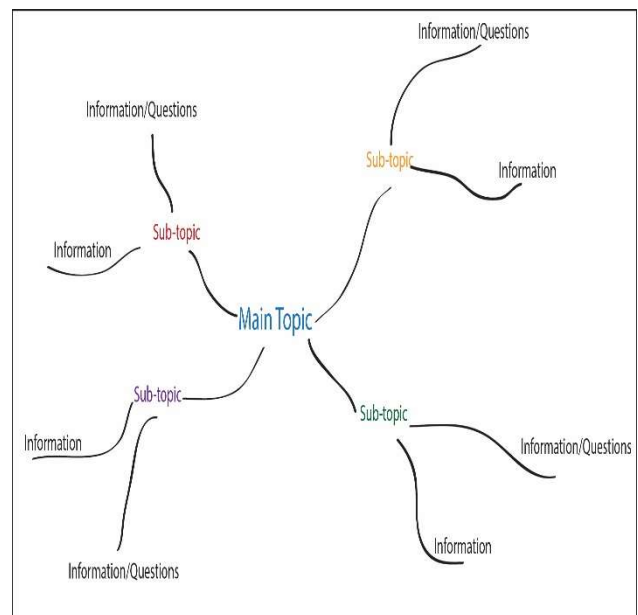 Information/Questions
Information/Questions
Sub-topic
Information
Sub-topic
Information
Main Topic
Sub-topic
Sub-topic
Information
Information/Questions
Information
Information/Questions